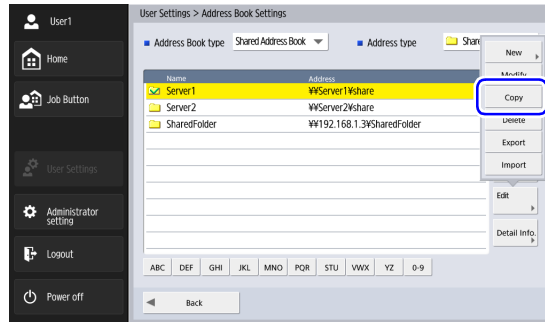 User1
Home
Job Button
User Settings
Administrator
setting
Logout
Power off
User Settings > Address Book Settings
Address Book type Shared Address Book Address type Share
Name Address
Server1 ¥¥Server1¥share
Server2 ¥¥Server2¥share
SharedFolder ¥¥192.168.1.3¥SharedFolder
New
Modify
Copy
Delete
Export
Import
Edit
Detail Info.
ABC DEF GHI JKL MNO PQR STU VWX YZ 0-9
Back